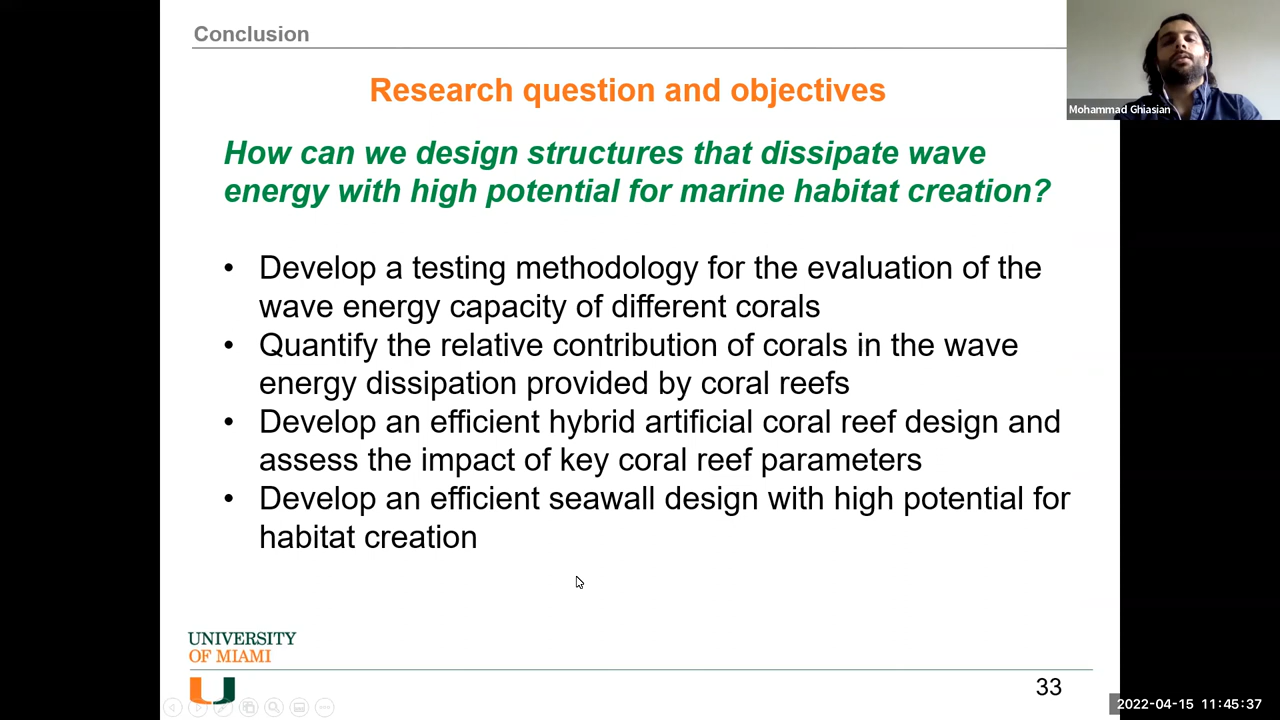 Conclusion
Research question and objectives
Mohammad Ghiasian
How can we design structures that dissipate wave
energy with high potential for marine habitat creation?
• Develop a testing methodology for the evaluation of the
wave energy capacity of different corals
• Quantify the relative contribution of corals in the wave
energy dissipation provided by coral reefs
• Develop an efficient hybrid artificial coral reef design and
assess the impact of key coral reef parameters
• Develop an efficient seawall design with high potential for
habitat creation
UNIVERSITY
OF MIAMI
33
2022-04-15 11:45:37